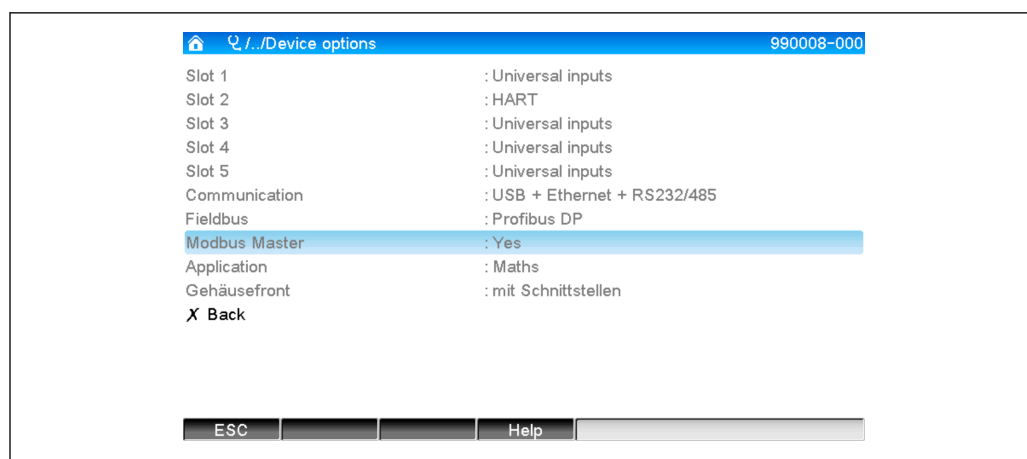 /../Device options 990008-000
Slot 1 : Universal inputs
Slot 2 : HART
Slot 3 : Universal inputs
Slot 4 : Universal inputs
Slot 5 : Universal inputs
Communication : USB + Ethernet + RS232/485
Fieldbus : Profibus DP
Modbus Master : Yes
Application : Maths
Gehäusefront : mit Schnittstellen
X Back
ESC Help